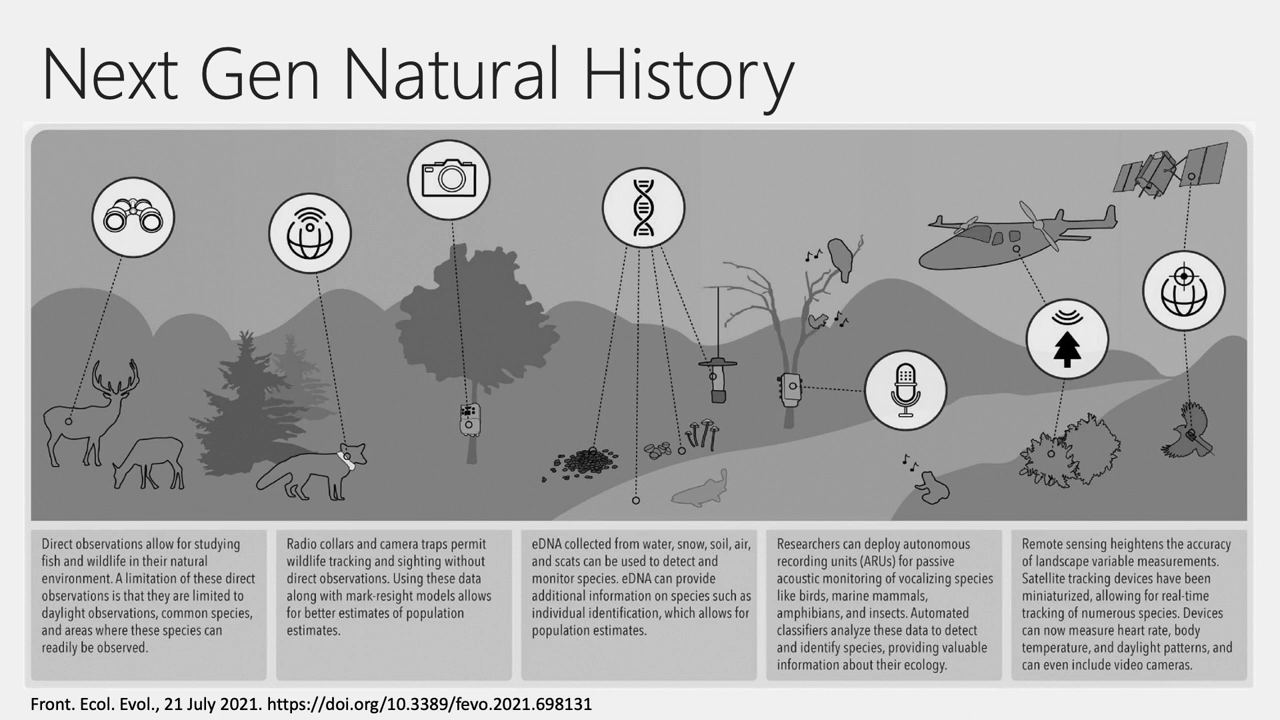 Next Gen Natural History
Direct observations allow for studying
fish and wildlife in their natural
environment. A limitation of these direct
observations is that they are limited to
daylight observations, common species,
and areas where these species can
readily be observed.
Radio collars and camera traps permit
wildlife tracking and sighting without
direct observations. Using these data
along with mark-resight models allows
for better estimates of population
estimates.
eDNA collected from water, snow, soil, air,
and scats can be used to detect and
monitor species. eDNA can provide
additional information on species such as
individual identification, which allows for
population estimates.
Researchers can deploy autonomous
recording units (ARUs) for passive
acoustic monitoring of vocalizing species
like birds, marine mammals,
amphibians, and insects. Automated
classifiers analyze these data to detect
and identify species, providing valuable
information about their ecology.
Remote sensing heightens the accuracy
of landscape variable measurements.
Satellite tracking devices have been
miniaturized, allowing for real-time
tracking of numerous species. Devices
can now measure heart rate, body
temperature, and daylight patterns, and
can even include video cameras.
Front. Ecol. Evol., 21 July 2021. https://doi.org/10.3389/fevo.2021.698131